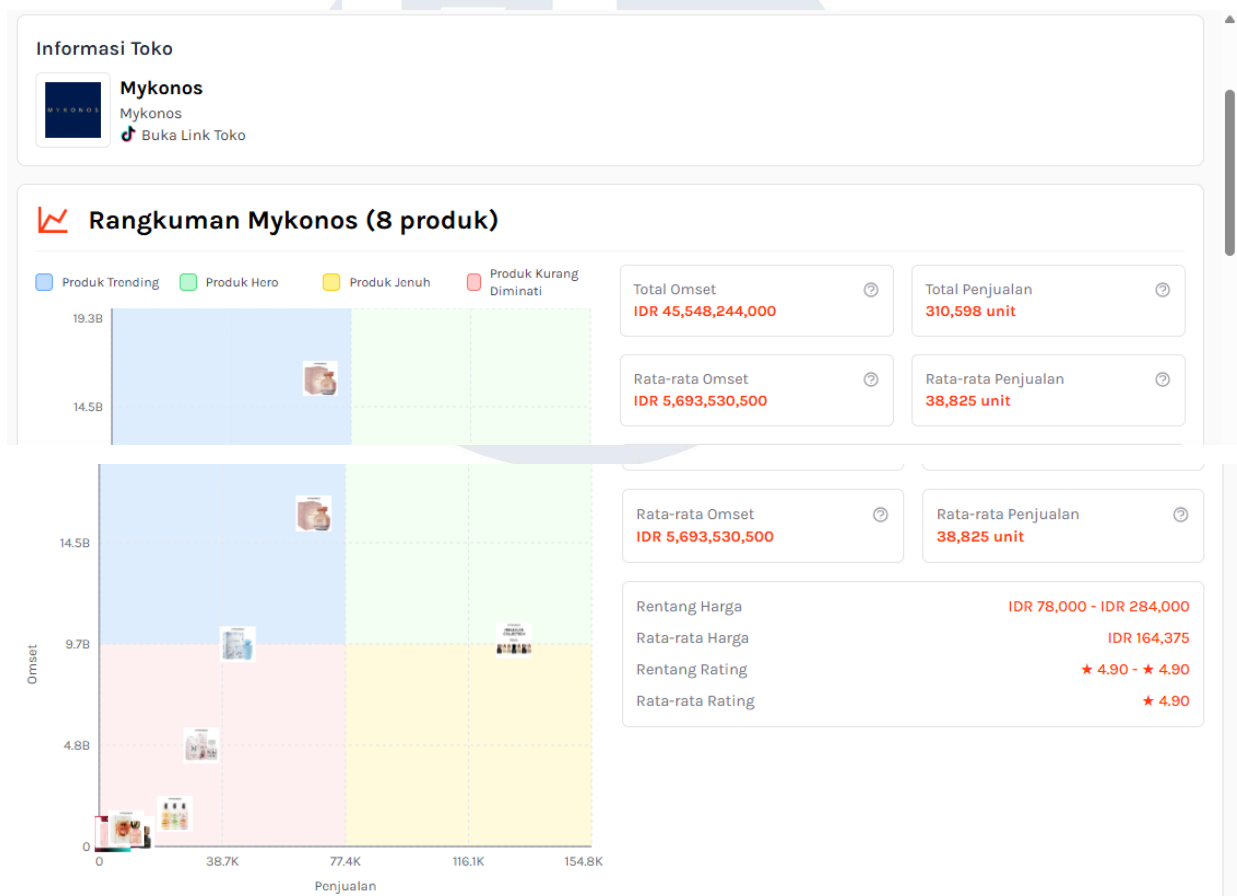 Informasi Toko
MYKONOS
Mykonos
Mykonos
Buka Link Toko
Rangkuman Mykonos (8 produk)
Produk Trending
Produk Hero
Produk Jenuh
Produk Kurang
Diminati
Total Omset
IDR 45,548,244,000
Total Penjualan
310,598 unit
Rata-rata Omset
IDR 5,693,530,500
Rata-rata Penjualan
38,825 unit
19.3B
14.5B
Rata-rata Omset
IDR 5,693,530,500
Rata-rata Penjualan
38,825 unit
Rentang Harga
IDR 78,000 - IDR 284,000
Rata-rata Harga
IDR 164,375
Rentang Rating
★ 4.90 - ★ 4.90
Rata-rata Rating
★ 4.90
14.5B
9.7B
4.8B
0
Omset
0
38.7K
77.4K
116.1K
154.8K
Penjualan